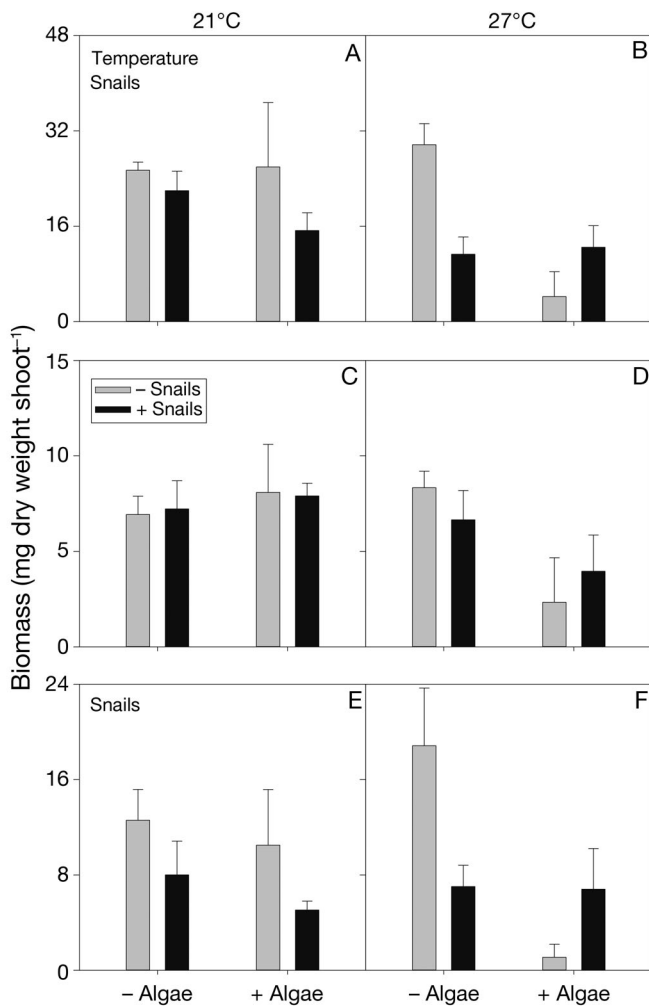 21°C 27°C
48 Temperature A B
Snails
32
16
0
15 C D
– Snails
+ Snails
10
5
0
24 Snails E F
16
8
0
– Algae + Algae – Algae + Algae
Biomass (mg dry weight shoot⁻¹)